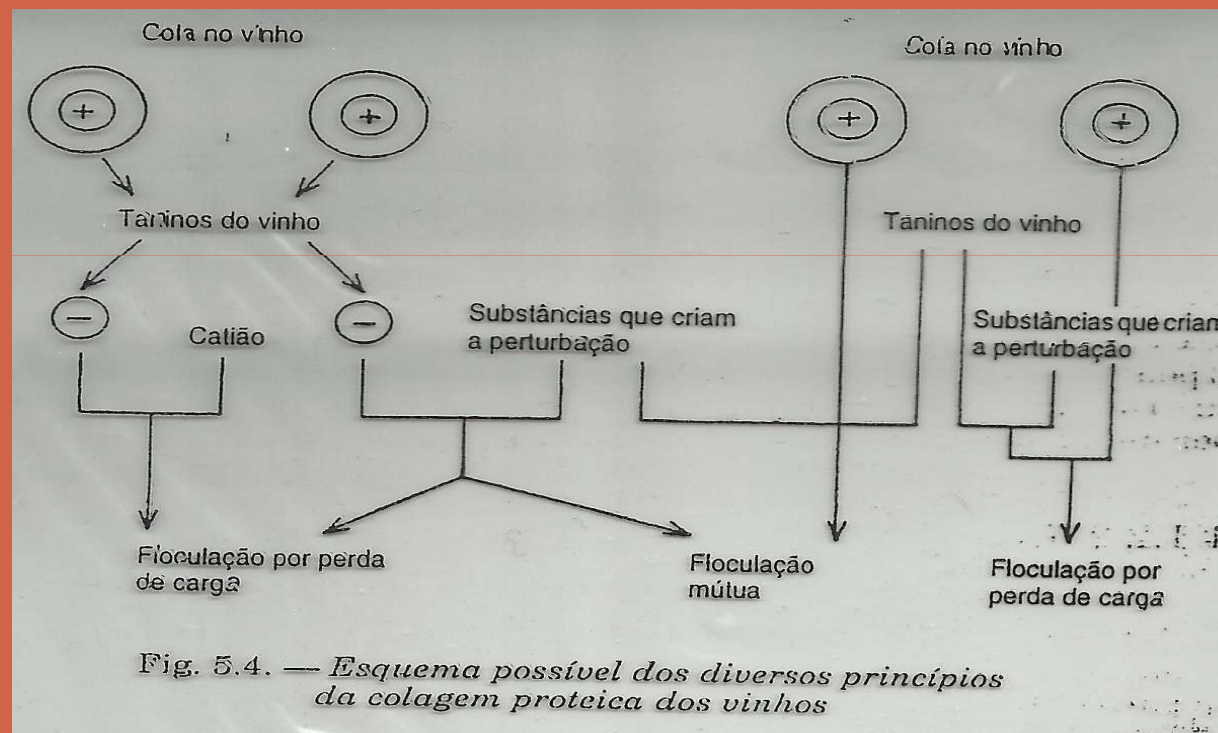 Cola no vinho
Cola no vinho
+
+
+
+
Taninos do vinho
Taninos do vinho
−
Catião
−
Substâncias que criam
a perturbação
Substâncias que criam
a perturbação
Floculação por perda
de carga
Floculação
mútua
Floculação por
perda de carga
Fig. 5.4. — Esquema possível dos diversos princípios
da colagem proteica dos vinhos